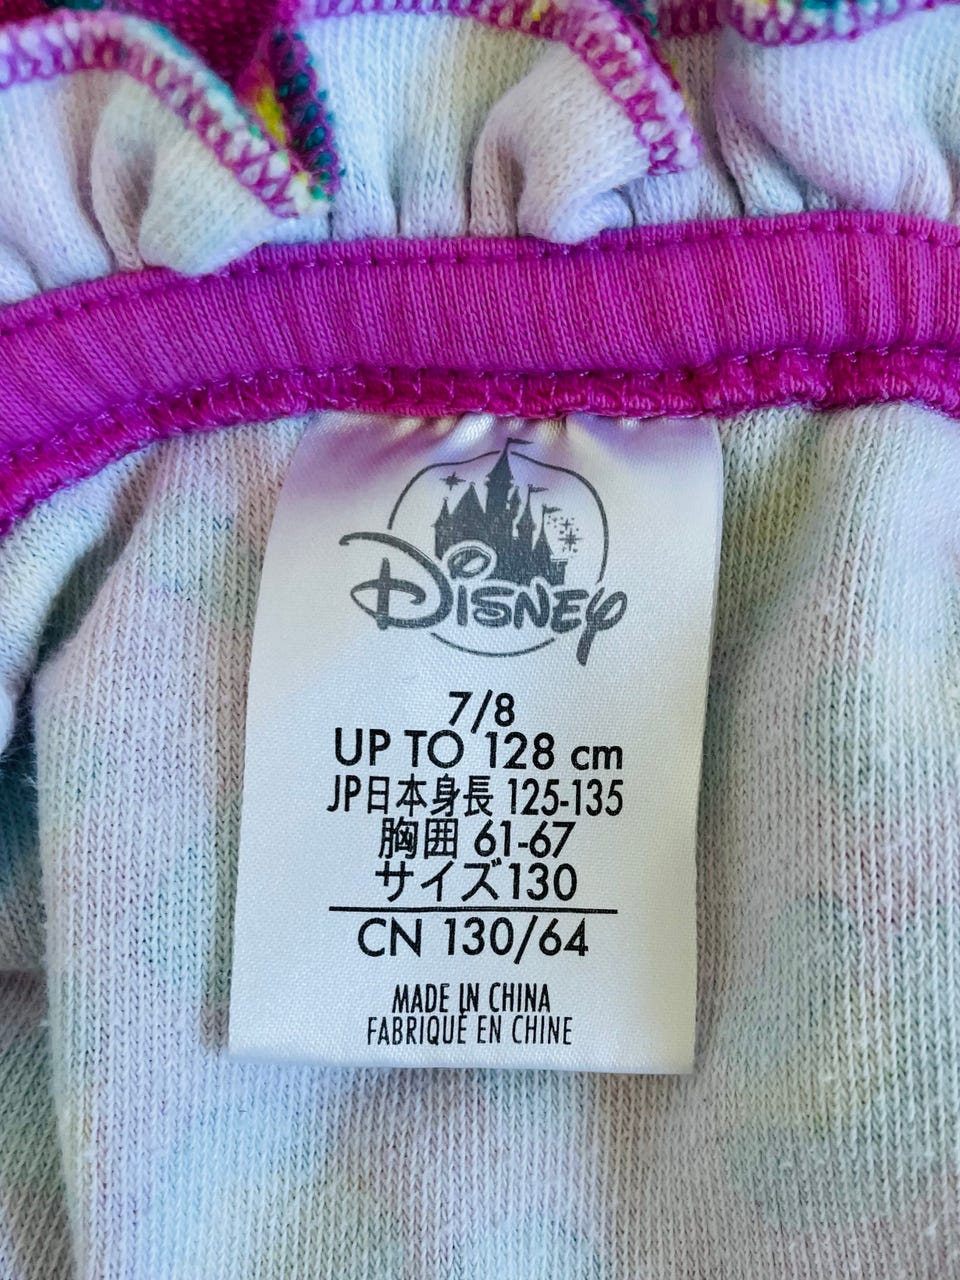 Disney
7/8
UP TO 128 cm
JP日本身長 125-135
胸囲 61-67
サイズ130
CN 130/64
MADE IN CHINA
FABRIQUÉ EN CHINE